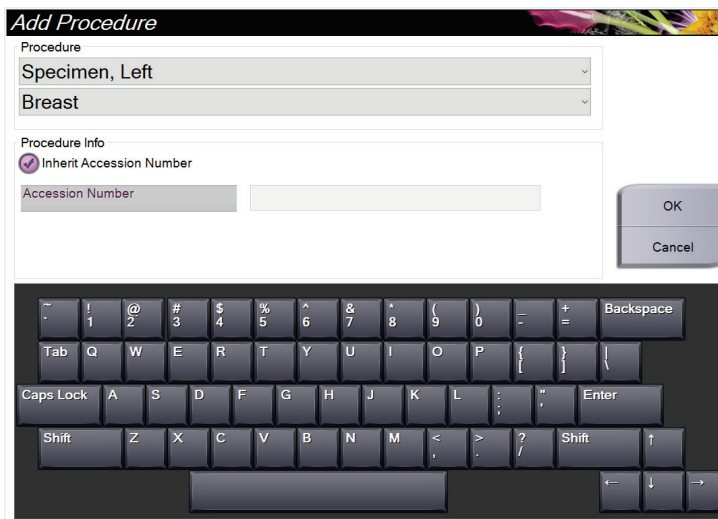 Add Procedure
Procedure
Specimen, Left
Breast
Procedure Info
Inherit Accession Number
Accession Number
OK
Cancel
~ ! @ # $ % ^ & * ( ) _ + Backspace
` 1 2 3 4 5 6 7 8 9 0 - =
Tab Q W E R T Y U I O P { } |
[ ] \
Caps Lock A S D F G H J K L : " Enter
; '
Shift Z X C V B N M < > ? Shift ↑
, . /
← ↓ →